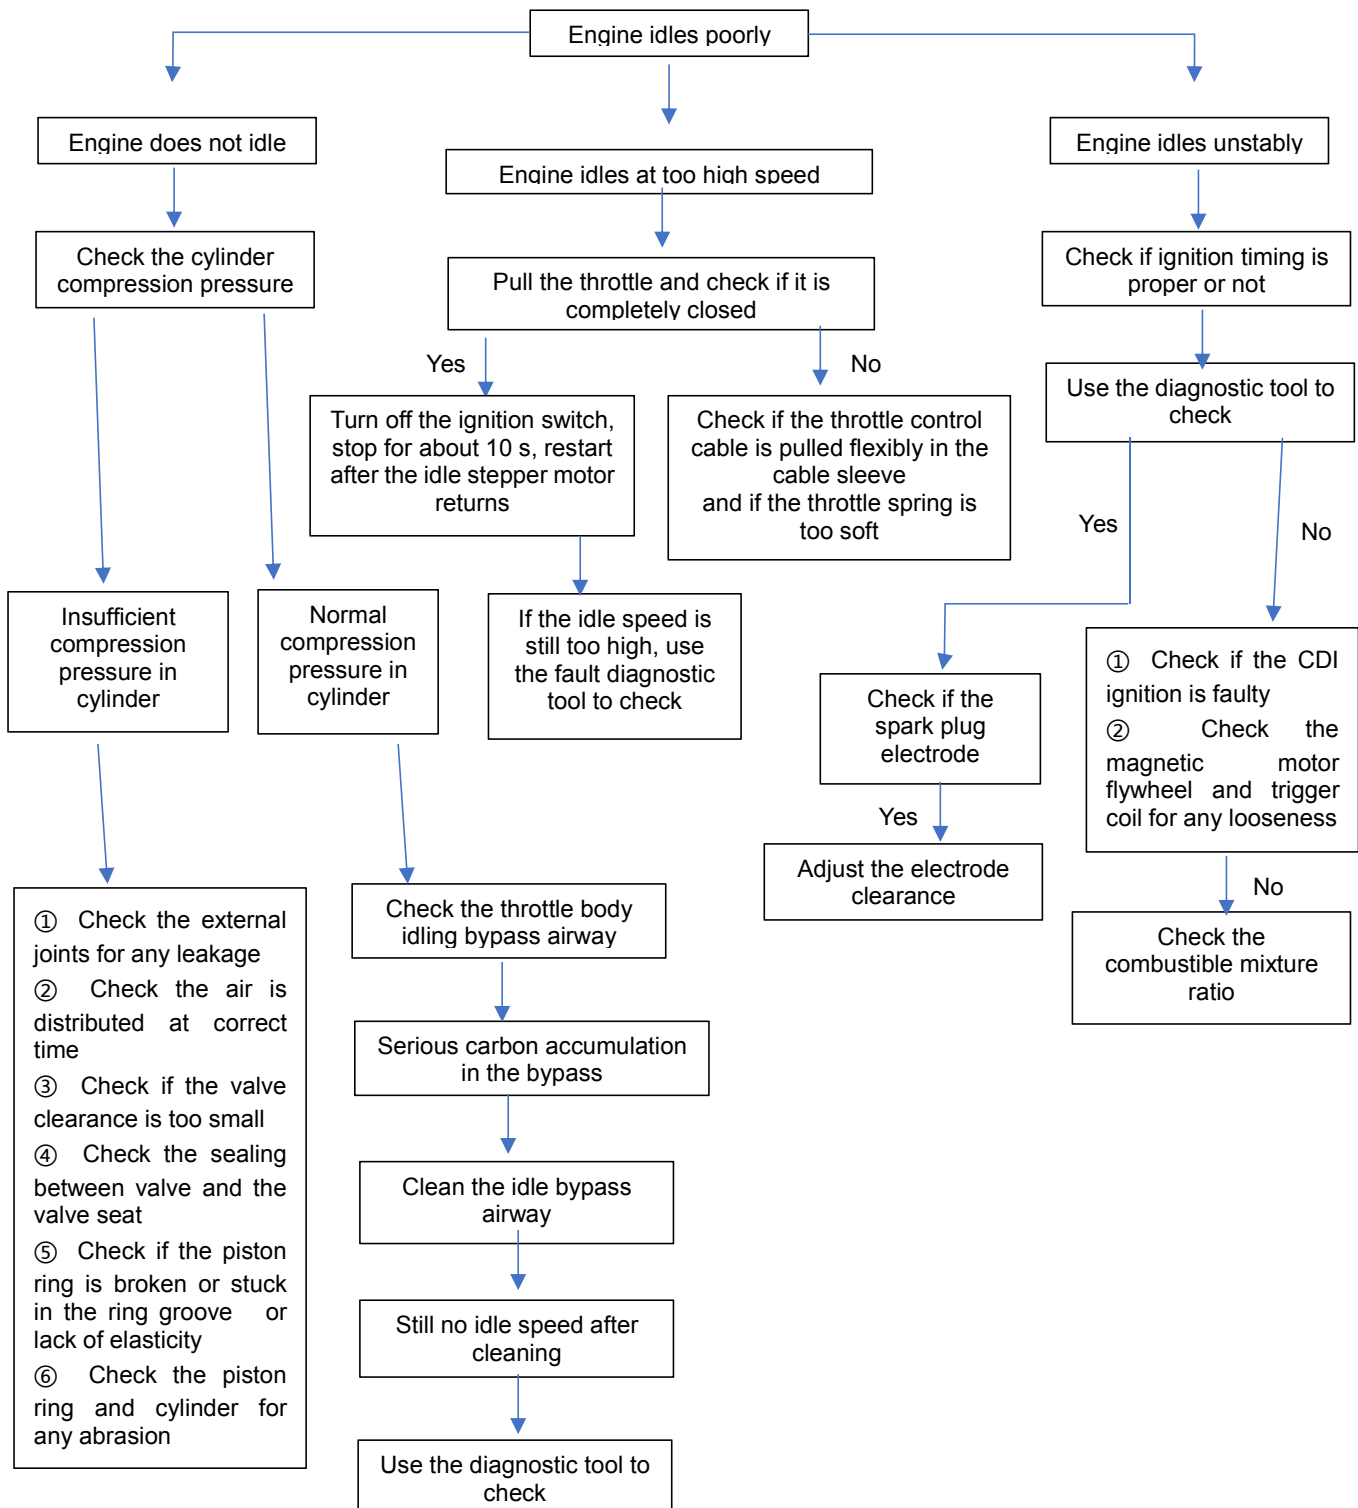 Engine idles poorly
Engine does not idle
Engine idles at too high speed
Engine idles unstably
Check the cylinder
compression pressure
Pull the throttle and check if it is
completely closed
Check if ignition timing is
proper or not
Yes
No
Turn off the ignition switch,
stop for about 10 s, restart
after the idle stepper motor
returns
Check if the throttle control
cable is pulled flexibly in the
cable sleeve
and if the throttle spring is
too soft
Use the diagnostic tool to
check
Yes
No
Insufficient
compression
pressure in
cylinder
Normal
compression
pressure in
cylinder
If the idle speed is
still too high, use
the fault diagnostic
tool to check
Check if the
spark plug
electrode
① Check if the CDI
ignition is faulty
② Check the
magnetic motor
flywheel and trigger
coil for any looseness
Yes
No
Adjust the electrode
clearance
Check the
combustible mixture
ratio
① Check the external
joints for any leakage
② Check the air is
distributed at correct
time
③ Check if the valve
clearance is too small
④ Check the sealing
between valve and the
valve seat
⑤ Check if the piston
ring is broken or stuck
in the ring groove or
lack of elasticity
⑥ Check the piston
ring and cylinder for
any abrasion
Check the throttle body
idling bypass airway
Serious carbon accumulation
in the bypass
Clean the idle bypass
airway
Still no idle speed after
cleaning
Use the diagnostic tool to
check